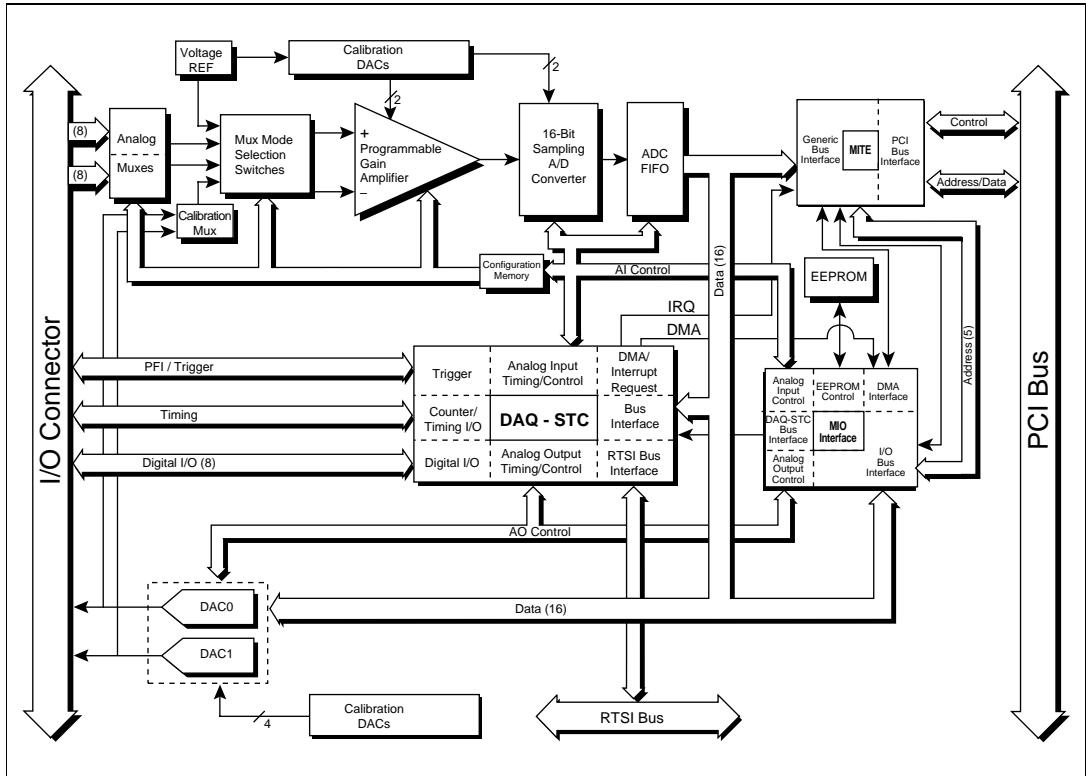 Voltage
REF
Calibration
DACs
2
2
(8)
(8)
Analog
Muxes
Mux Mode
Selection
Switches
+
Programmable
Gain
Amplifier
–
16-Bit
Sampling
A/D
Converter
ADC
FIFO
Generic
Bus
Interface
MITE
PCI
Bus
Interface
Control
Address/Data
Calibration
Mux
Configuration
Memory
AI Control
Data (16)
EEPROM
IRQ
DMA
Address (5)
I/O Connector
PCI Bus
PFI / Trigger
Timing
Digital I/O (8)
Trigger
Analog Input
Timing/Control
DMA/
Interrupt
Request
Counter/
Timing I/O
DAQ - STC
Bus
Interface
Digital I/O
Analog Output
Timing/Control
RTSI Bus
Interface
Analog
Input
Control
EEPROM
Control
DMA
Interface
DAQ-STC
Bus
Interface
MIO
Interface
I/O
Bus
Interface
Analog
Output
Control
AO Control
DAC0
Data (16)
DAC1
4
Calibration
DACs
RTSI Bus